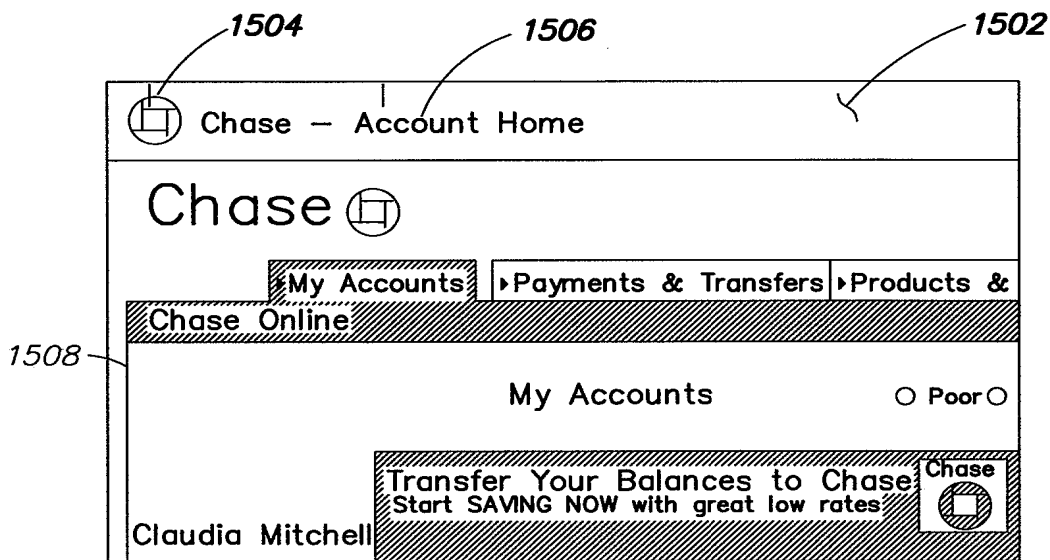 1504 1506 1502
Chase – Account Home
Chase
My Accounts Payments & Transfers Products &
Chase Online
1508
My Accounts Poor
Transfer Your Balances to Chase Chase
Start SAVING NOW with great low rates
Claudia Mitchell